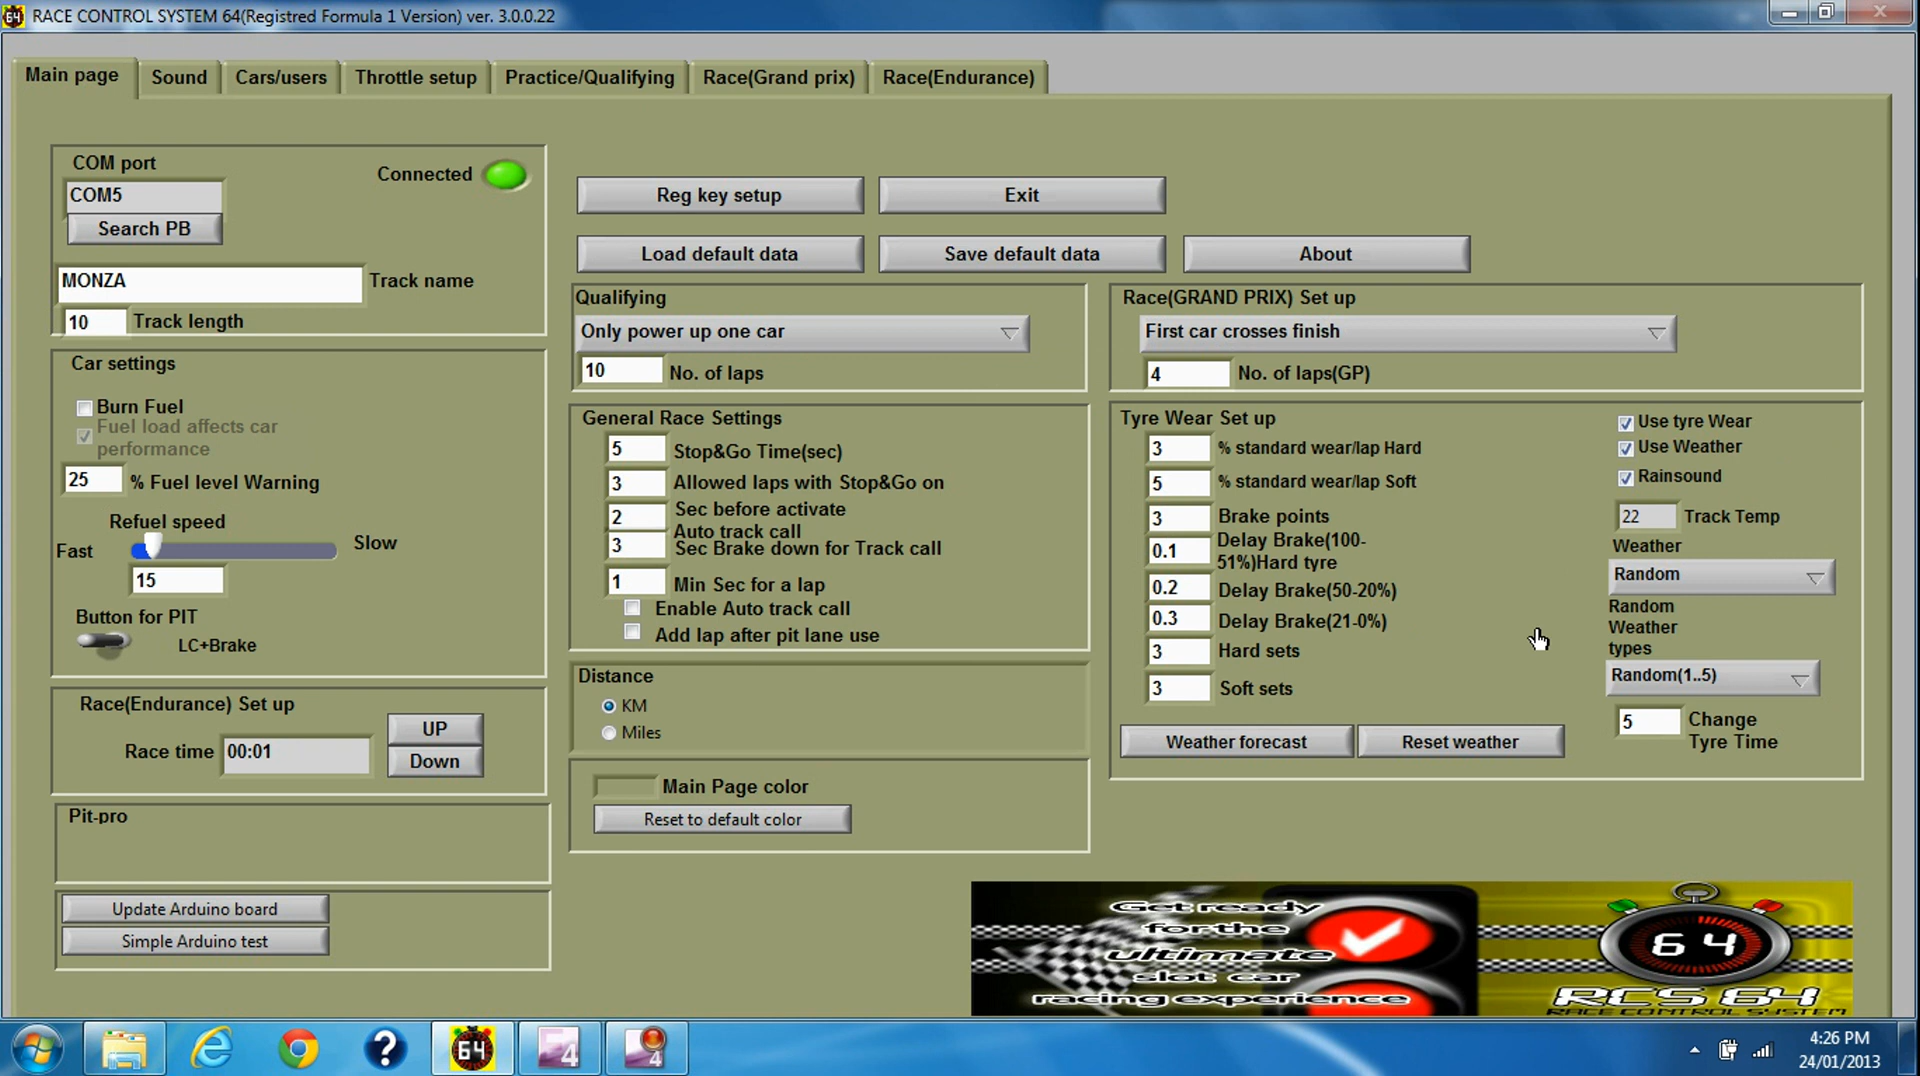 RACE CONTROL SYSTEM 64(Registred Formula 1 Version) ver. 3.0.0.22
Main page
Sound
Cars/users
Throttle setup
Practice/Qualifying
Race(Grand prix)
Race(Endurance)
COM port
Connected
COM5
Search PB
MONZA
Track name
10
Track length
Car settings
Burn Fuel
Fuel load affects car
performance
25
% Fuel level Warning
Refuel speed
Fast
Slow
15
Button for PIT
LC+Brake
Race(Endurance) Set up
Race time
00:01
UP
Down
Pit-pro
Update Arduino board
Simple Arduino test
Reg key setup
Exit
Load default data
Save default data
About
Qualifying
Only power up one car
10
No. of laps
General Race Settings
5
Stop&Go Time(sec)
3
Allowed laps with Stop&Go on
2
Sec before activate
Auto track call
3
Sec Brake down for Track call
1
Min Sec for a lap
Enable Auto track call
Add lap after pit lane use
Distance
KM
Miles
Main Page color
Reset to default color
Race(GRAND PRIX) Set up
First car crosses finish
4
No. of laps(GP)
Tyre Wear Set up
3
% standard wear/lap Hard
5
% standard wear/lap Soft
3
Brake points
0.1
Delay Brake(100-
51%)Hard tyre
0.2
Delay Brake(50-20%)
0.3
Delay Brake(21-0%)
3
Hard sets
3
Soft sets
Weather forecast
Reset weather
Use tyre Wear
Use Weather
Rainsound
22
Track Temp
Weather
Random
Random
Weather
types
Random(1..5)
5
Change
Tyre Time
Get ready
for the
ultimate
slot car
racing experience
64
RCS 64
RACE CONTROL SYSTEM
64
4
4
4:26 PM
24/01/2013